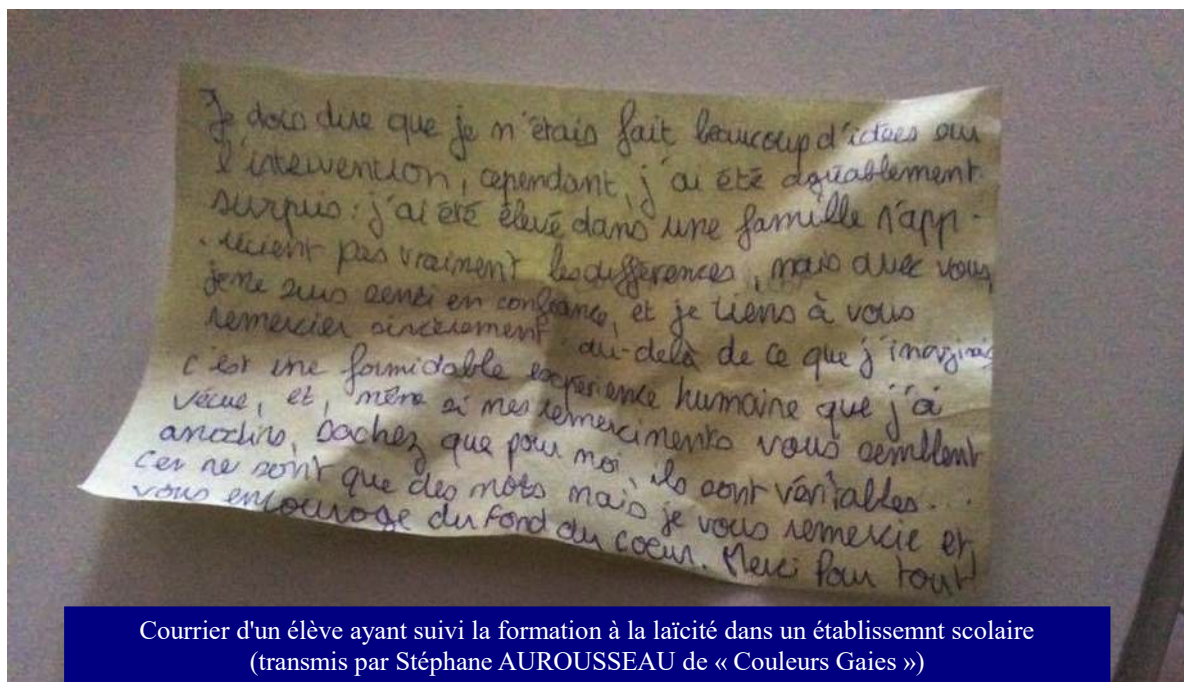 Je dois dire que je m'étais fait beaucoup d'idées sur
l'intervention, cependant, j'ai été agréablement
surpris : j'ai été élevé dans une famille n'app-
-réciant pas vraiment les différences, mais avec vous,
je me suis senti en confiance, et je tiens à vous
remercier sincèrement. au-delà de ce que j'imaginais
c'est une formidable expérience humaine que j'ai
vécue, et, même si mes remerciments vous semblent
anodins, sachez que pour moi, ils sont véritables...
Ces ne sont que des mots mais je vous remercie et
vous encourage du fond du coeur. Merci Pour tout
Courrier d'un élève ayant suivi la formation à la laïcité dans un établissemnt scolaire
(transmis par Stéphane AUROUSSEAU de « Couleurs Gaies »)